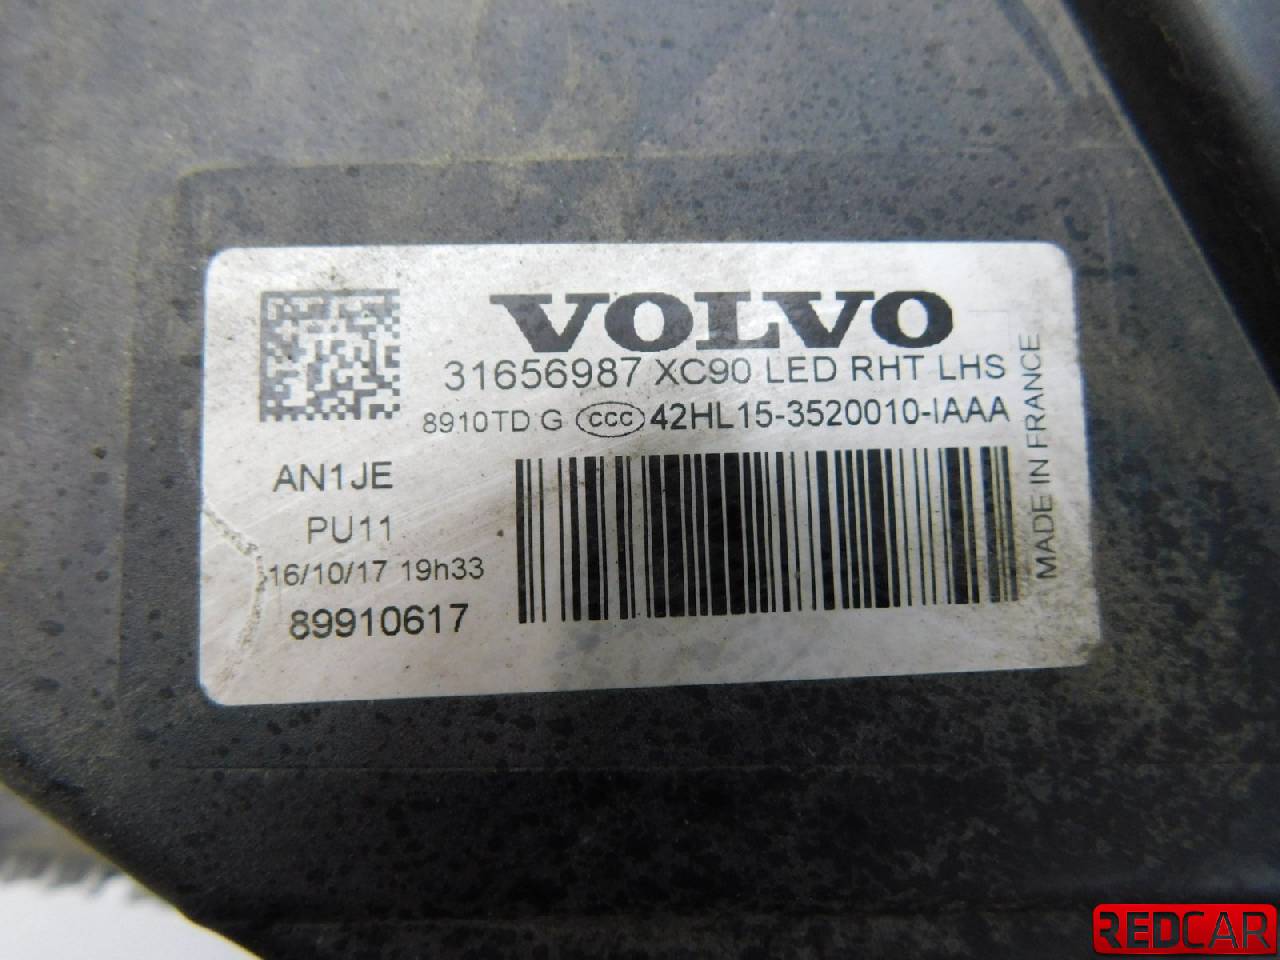 VOLVO
31656987 XC90 LED RHT LHS
8910TD G CCC 42HL15-3520010-IAAA
AN1JE
PU11
16/10/17 19h33
89910617
MADE IN FRANCE
REDCAR